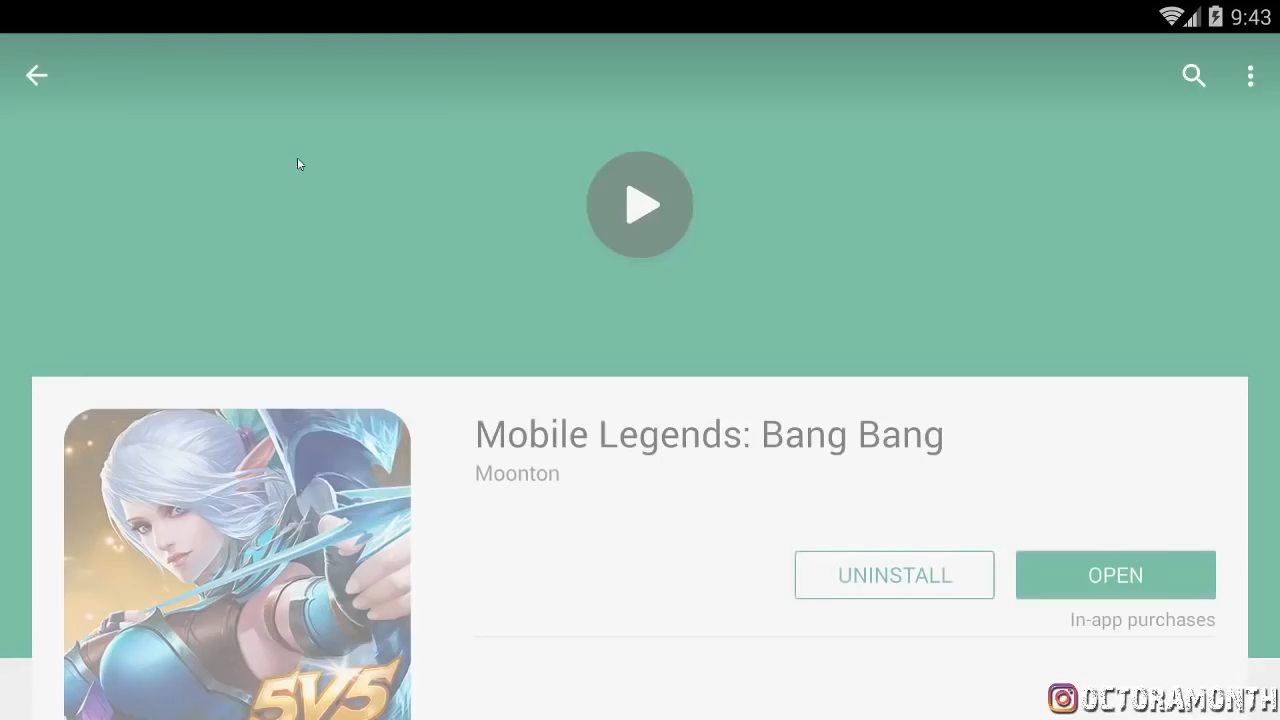 9:43
Mobile Legends: Bang Bang
Moonton
UNINSTALL
OPEN
In-app purchases
5V5
OCTORAMONTH